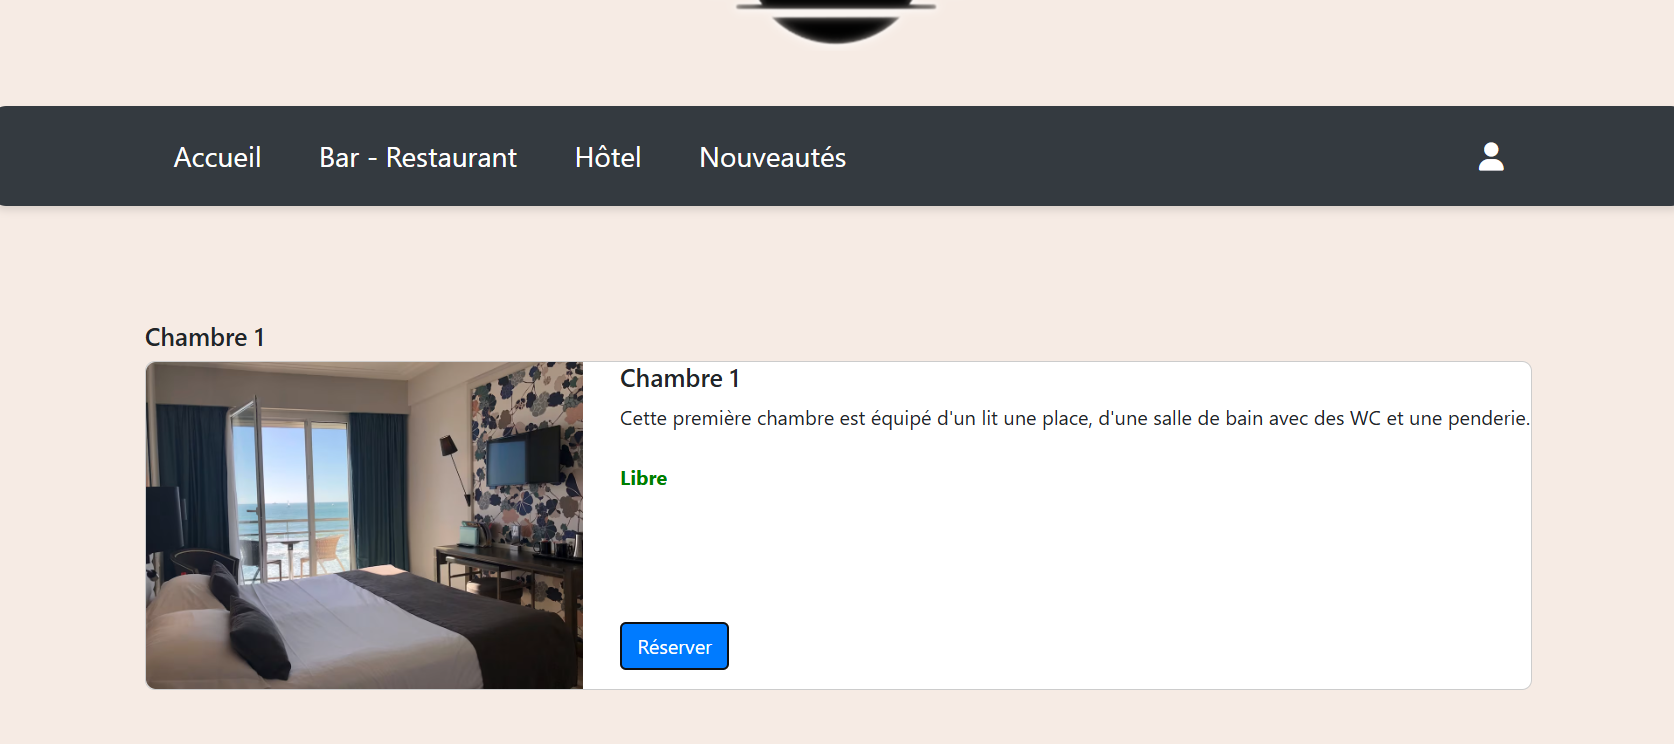 Accueil Bar - Restaurant Hôtel Nouveautés
Chambre 1
Chambre 1
Cette première chambre est équipé d'un lit une place, d'une salle de bain avec des WC et une penderie.
Libre
Réserver